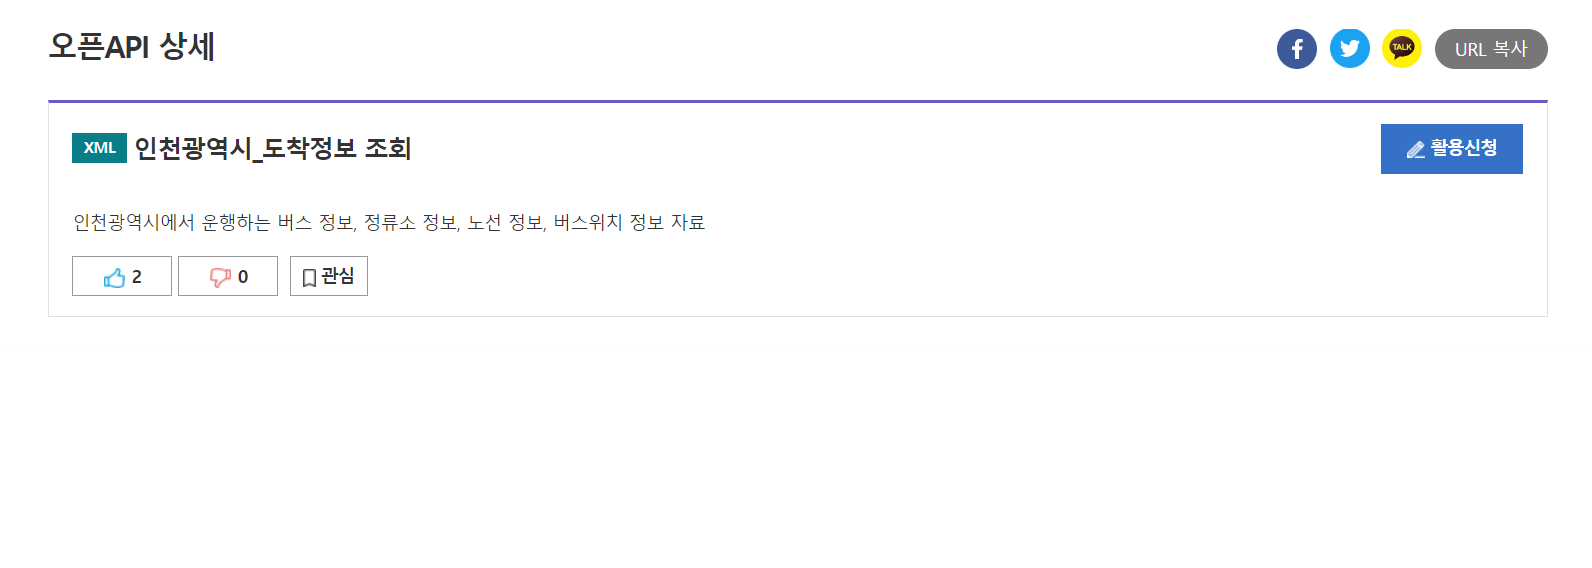 오픈API 상세
TALK
URL 복사
XML 인천광역시_도착정보 조회
활용신청
인천광역시에서 운행하는 버스 정보, 정류소 정보, 노선 정보, 버스위치 정보 자료
2
0
관심